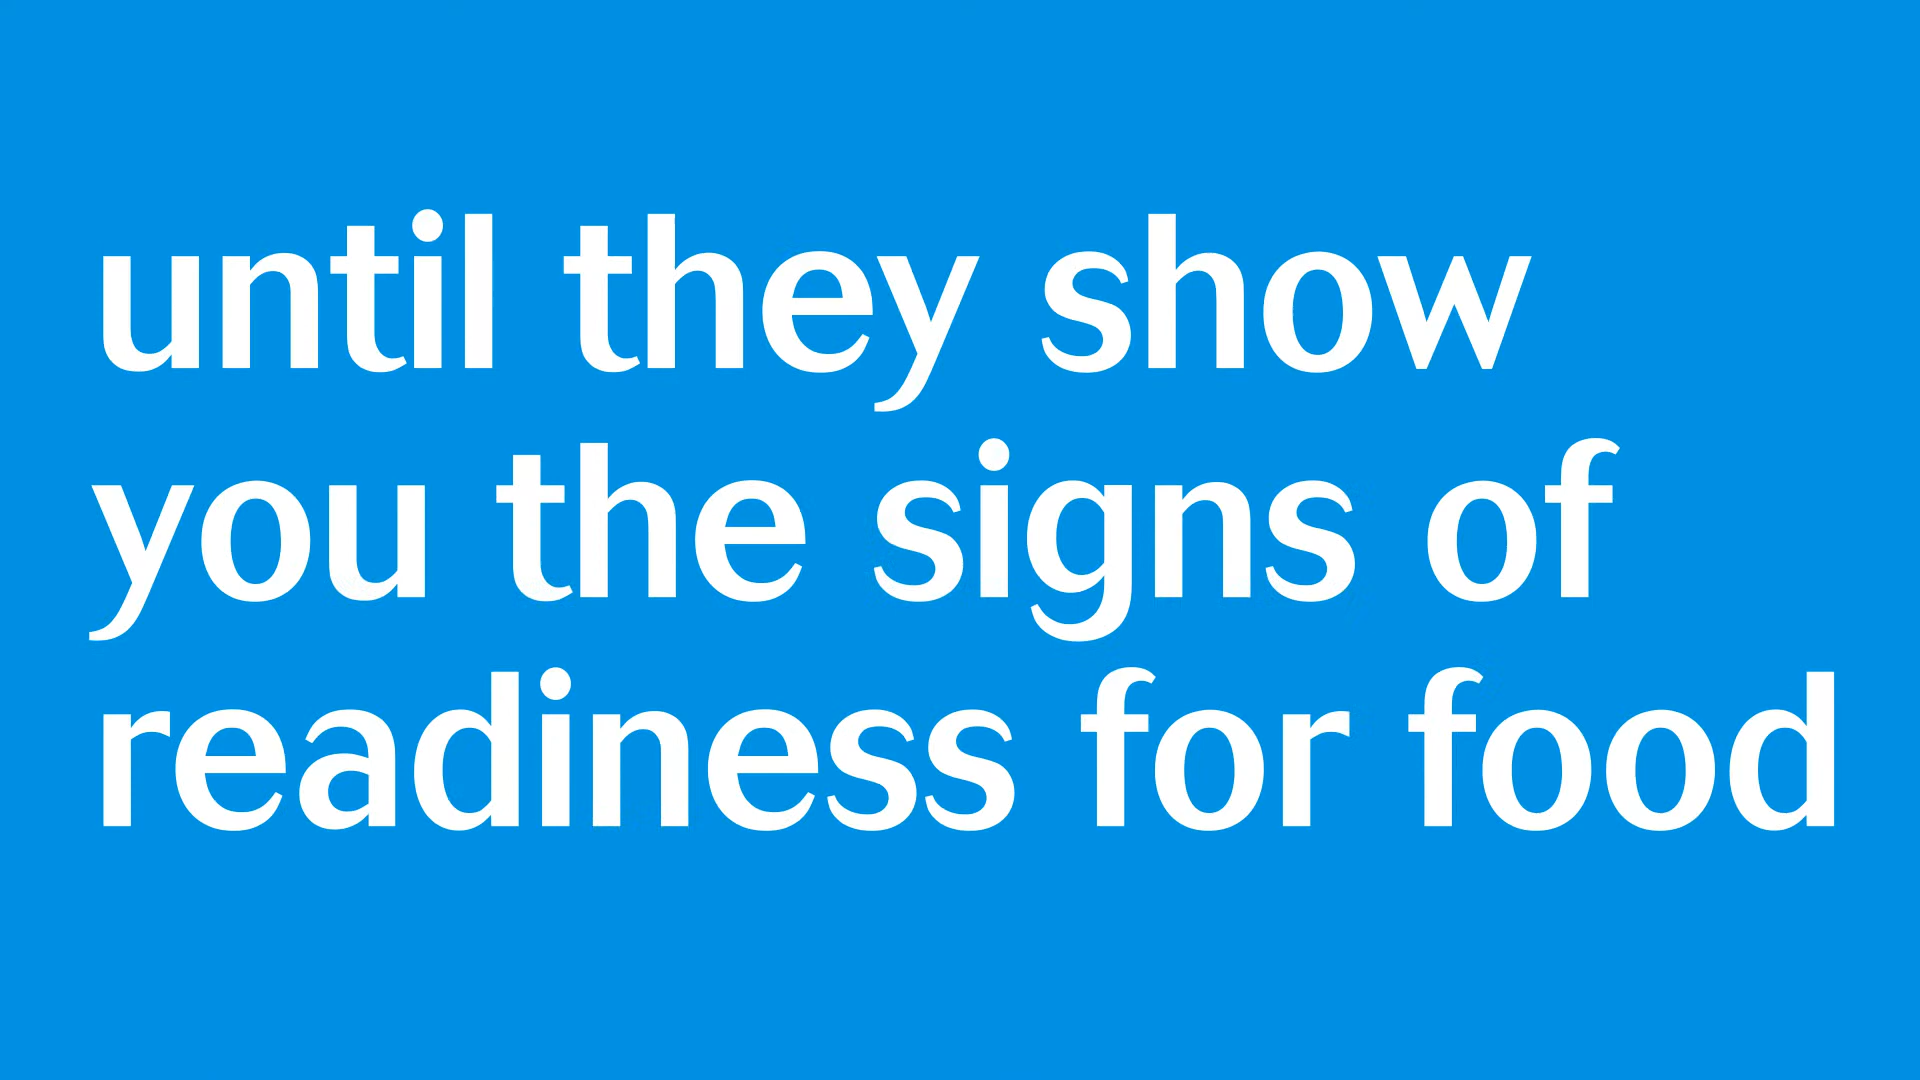 until they show
you the signs of
readiness for food